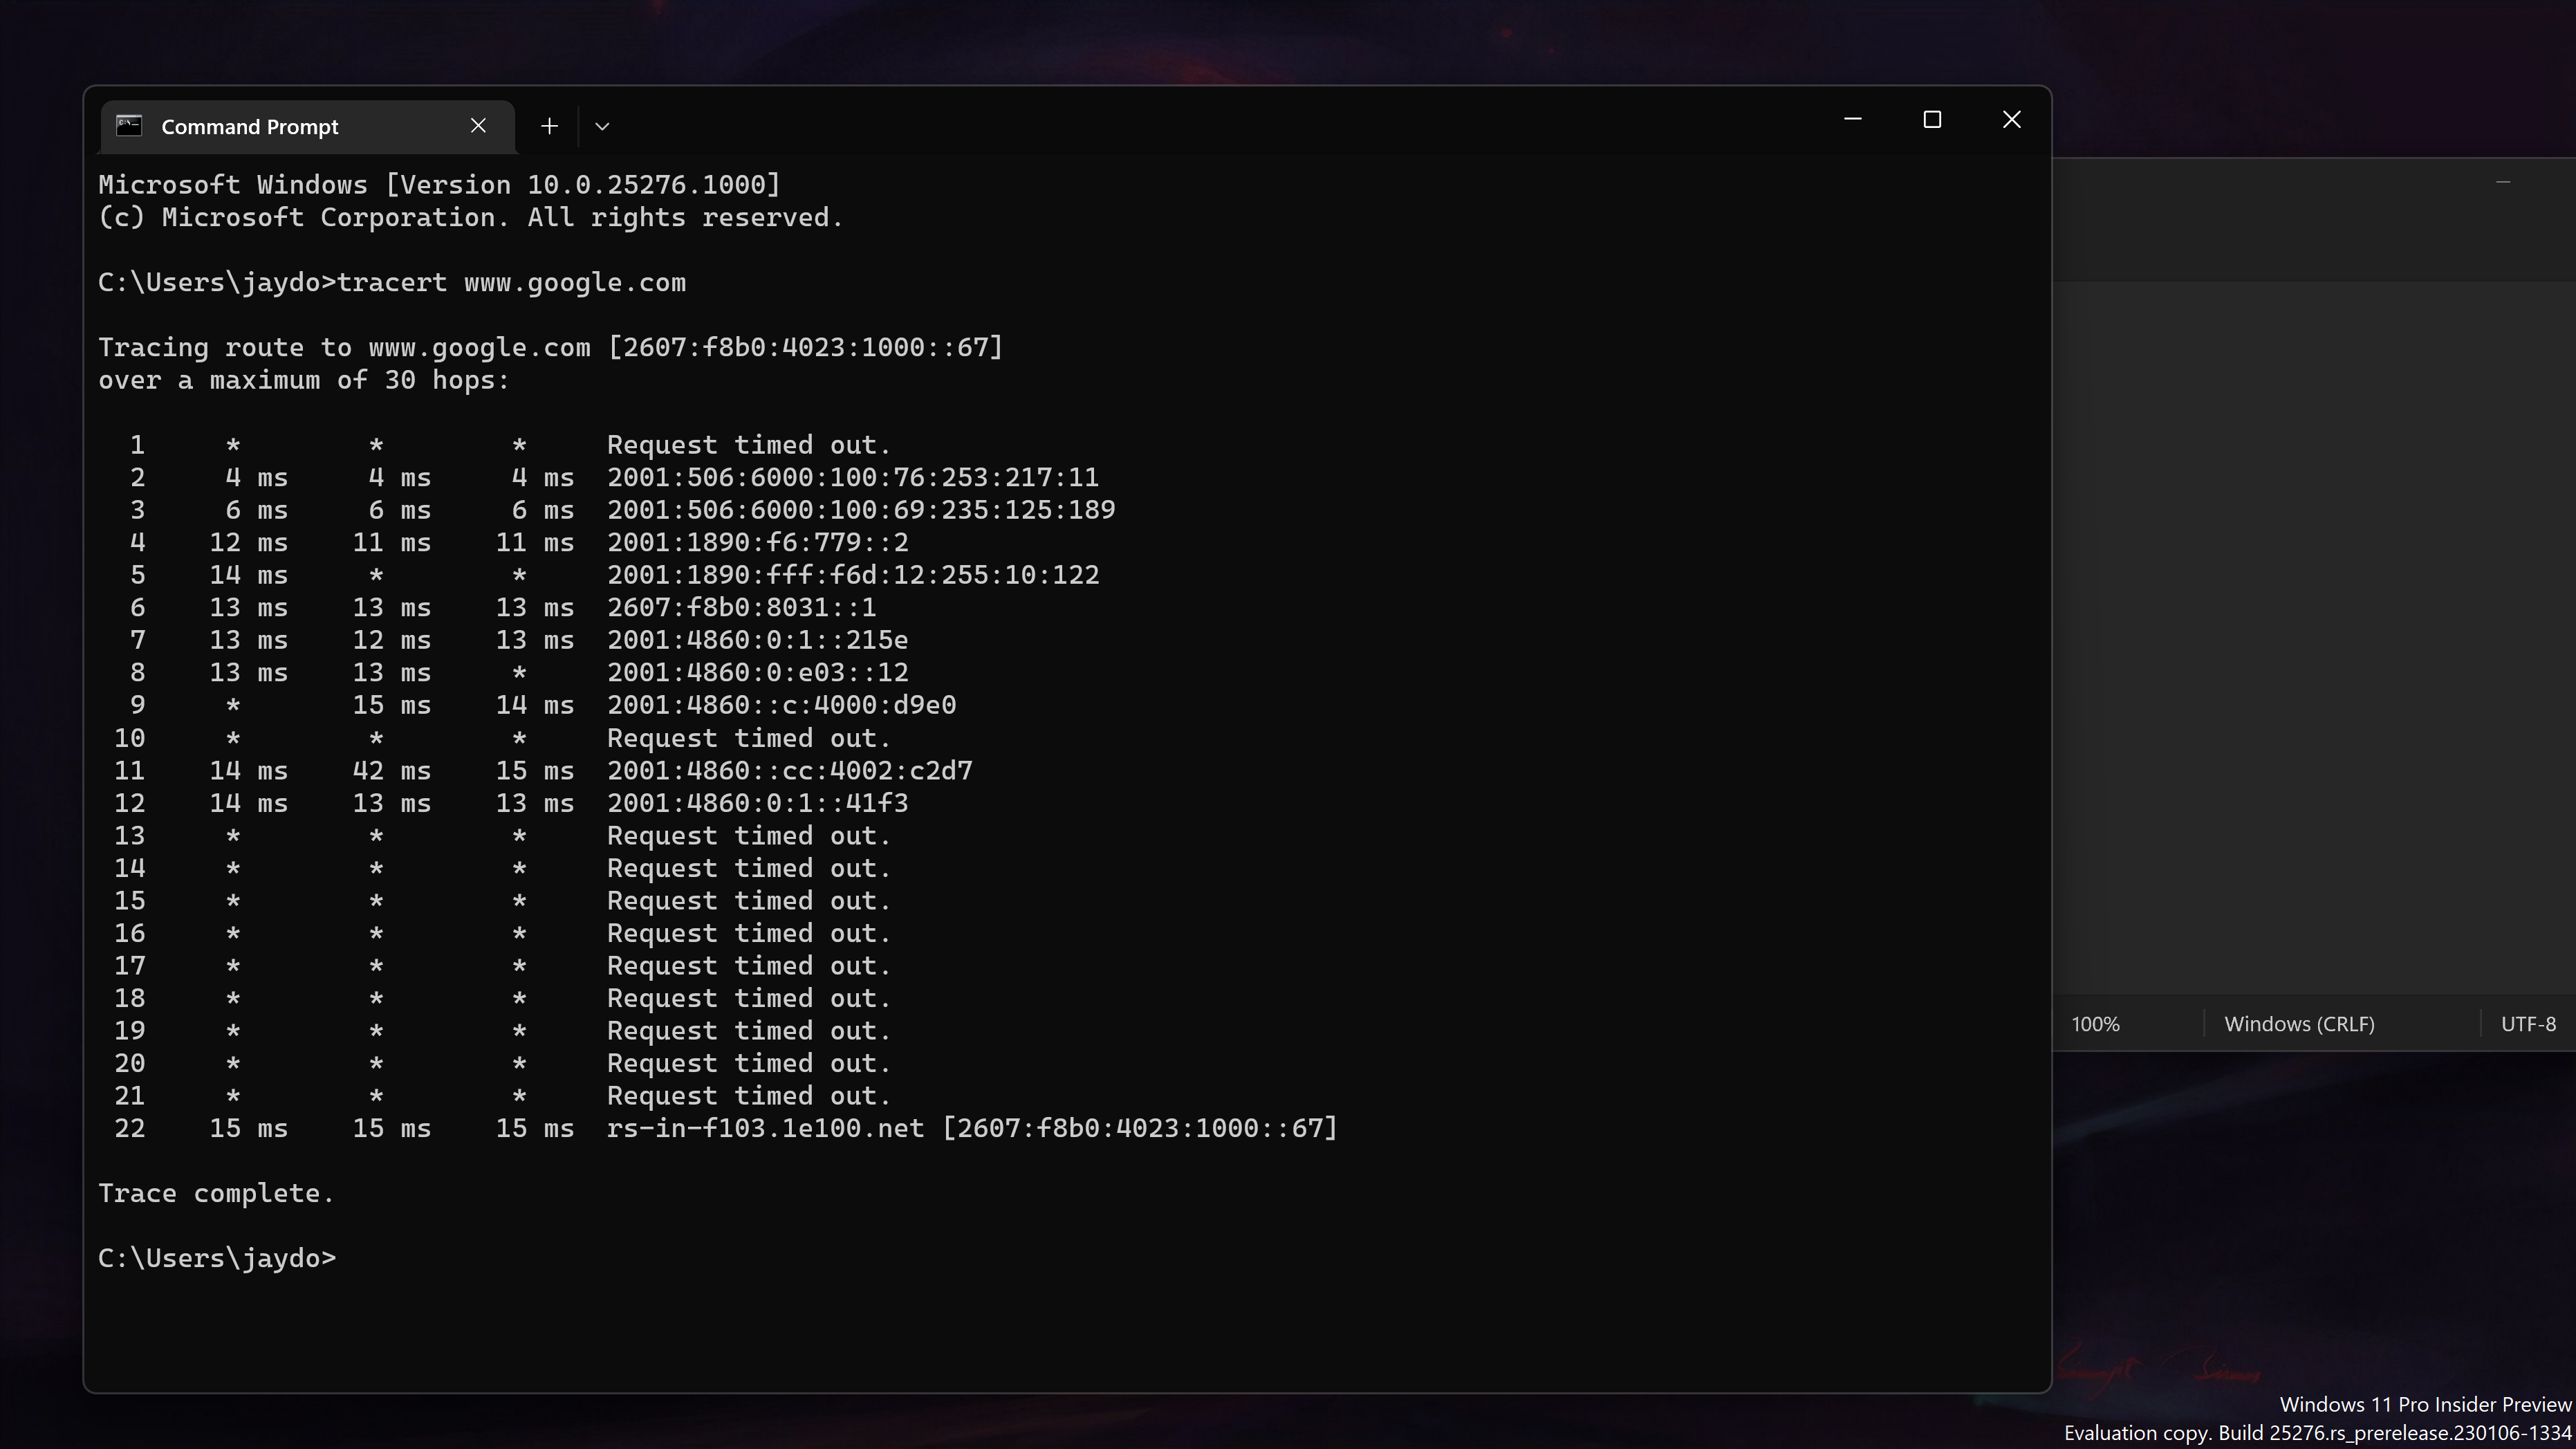 Command Prompt
Microsoft Windows [Version 10.0.25276.1000]
(c) Microsoft Corporation. All rights reserved.
C:\Users\jaydo>tracert www.google.com
Tracing route to www.google.com [2607:f8b0:4023:1000::67]
over a maximum of 30 hops:
1 * * * Request timed out.
2 4 ms 4 ms 4 ms 2001:506:6000:100:76:253:217:11
3 6 ms 6 ms 6 ms 2001:506:6000:100:69:235:125:189
4 12 ms 11 ms 11 ms 2001:1890:f6:779::2
5 14 ms * * 2001:1890:fff:f6d:12:255:10:122
6 13 ms 13 ms 13 ms 2607:f8b0:8031::1
7 13 ms 12 ms 13 ms 2001:4860:0:1::215e
8 13 ms 13 ms * 2001:4860:0:e03::12
9 * 15 ms 14 ms 2001:4860::c:4000:d9e0
10 * * * Request timed out.
11 14 ms 42 ms 15 ms 2001:4860::cc:4002:c2d7
12 14 ms 13 ms 13 ms 2001:4860:0:1::41f3
13 * * * Request timed out.
14 * * * Request timed out.
15 * * * Request timed out.
16 * * * Request timed out.
17 * * * Request timed out.
18 * * * Request timed out.
19 * * * Request timed out.
20 * * * Request timed out.
21 * * * Request timed out.
22 15 ms 15 ms 15 ms rs-in-f103.1e100.net [2607:f8b0:4023:1000::67]
Trace complete.
C:\Users\jaydo>
100% Windows (CRLF) UTF-8
Windows 11 Pro Insider Preview
Evaluation copy. Build 25276.rs_prerelease.230106-1334